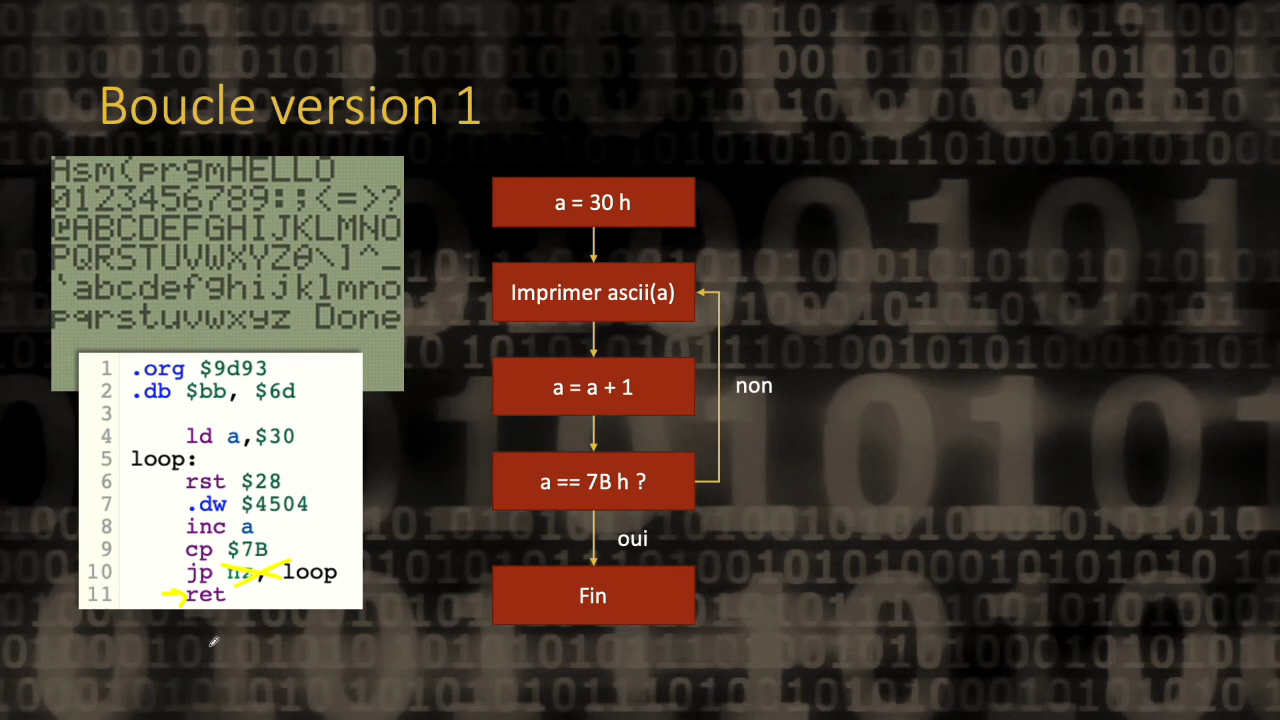 Boucle version 1
Asm(prgmHELLO
0123456789:;<=>?
@ABCDEFGHIJKLMNO
PQRSTUVWXYZθ\]^_
`abcdefghijklmno
pqrstuvwxyz Done
1 .org $9d93
2 .db $bb, $6d
3
4 ld a,$30
5 loop:
6 rst $28
7 .dw $4504
8 inc a
9 cp $7B
10 jp nz, loop
11 ret
a = 30 h
Imprimer ascii(a)
a = a + 1
non
a == 7B h ?
oui
Fin